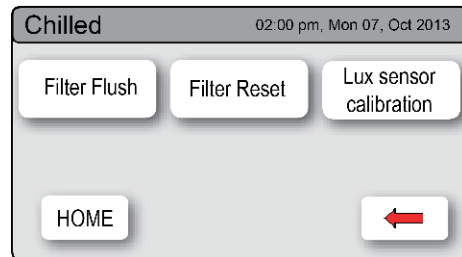 Chilled 02:00 pm, Mon 07, Oct 2013
Filter Flush
Filter Reset
Lux sensor
calibration
HOME